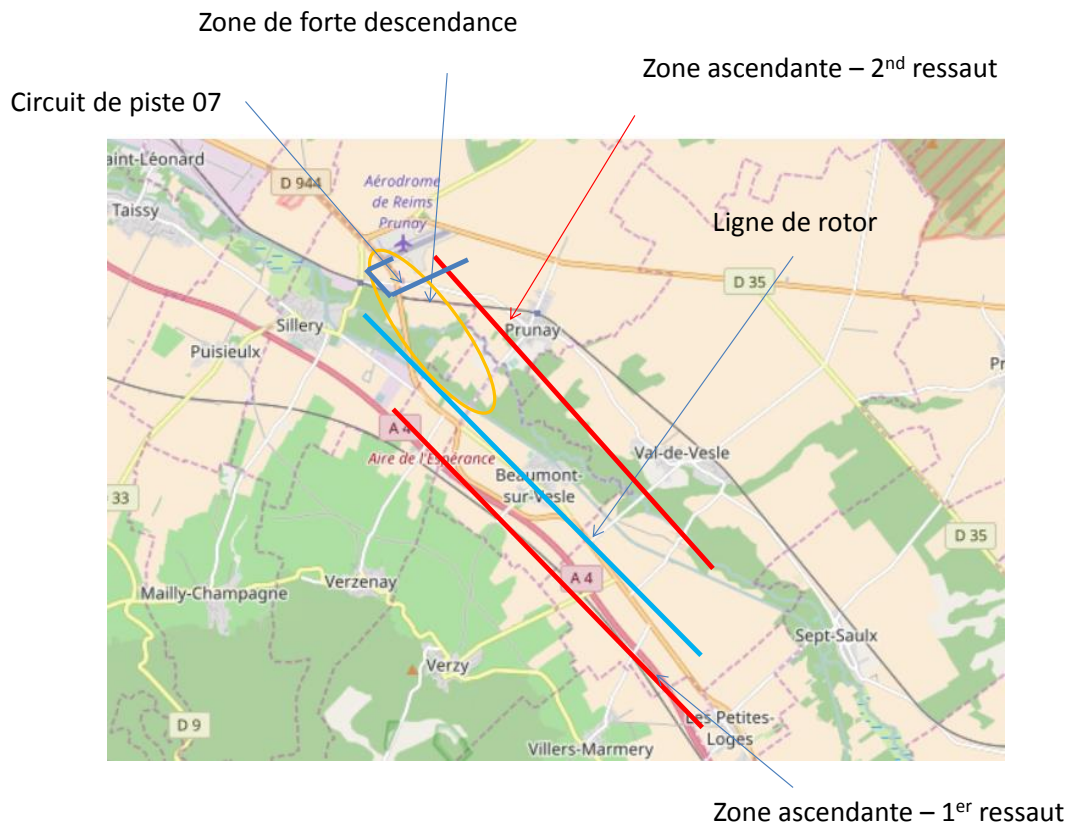 Zone de forte descendance
Zone ascendante – 2nd ressaut
Circuit de piste 07
Ligne de rotor
aint-Léonard
D 944
Taissy
Aérodrome
de Reims
Prunay
D 35
Sillery
Prunay
Puisieulx
Pr
A 4
Aire de l'Espérance
Val-de-Vesle
Beaumont-
sur-Vesle
33
D 35
A 4
Verzenay
Mailly-Champagne
Sept-Saulx
Verzy
D 9
Les Petites-
Loges
Villers-Marmery
Zone ascendante – 1er ressaut